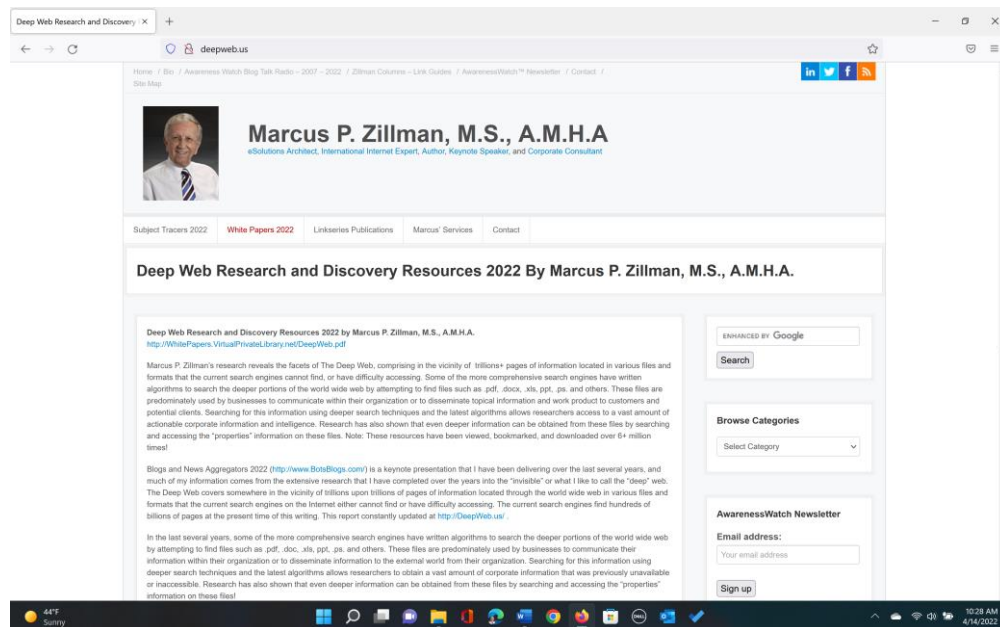 Deep Web Research and Discovery
deepweb.us
Home / Bio / Awareness Watch Blog Talk Radio – 2007 – 2022 / Zillman Columns – Link Guides / AwarenessWatch™ Newsletter / Contact /
Site Map
in
f
Marcus P. Zillman, M.S., A.M.H.A
eSolutions Architect, International Internet Expert, Author, Keynote Speaker, and Corporate Consultant
Subject Tracers 2022 White Papers 2022 Linkseries Publications Marcus' Services Contact
Deep Web Research and Discovery Resources 2022 By Marcus P. Zillman, M.S., A.M.H.A.
Deep Web Research and Discovery Resources 2022 by Marcus P. Zillman, M.S., A.M.H.A.
http://WhitePapers.VirtualPrivateLibrary.net/DeepWeb.pdf
Marcus P. Zillman's research reveals the facets of The Deep Web, comprising in the vicinity of trillions+ pages of information located in various files and
formats that the current search engines cannot find, or have difficulty accessing. Some of the more comprehensive search engines have written
algorithms to search the deeper portions of the world wide web by attempting to find files such as .pdf, .docx, .xls, ppt, .ps. and others. These files are
predominately used by businesses to communicate within their organization or to disseminate topical information and work product to customers and
potential clients. Searching for this information using deeper search techniques and the latest algorithms allows researchers access to a vast amount of
actionable corporate information and intelligence. Research has also shown that even deeper information can be obtained from these files by searching
and accessing the "properties" information on these files. Note: These resources have been viewed, bookmarked, and downloaded over 6+ million
times!
Blogs and News Aggregators 2022 (http://www.BotsBlogs.com/) is a keynote presentation that I have been delivering over the last several years, and
much of my information comes from the extensive research that I have completed over the years into the "invisible" or what I like to call the "deep" web.
The Deep Web covers somewhere in the vicinity of trillions upon trillions of pages of information located through the world wide web in various files and
formats that the current search engines on the Internet either cannot find or have difficulty accessing. The current search engines find hundreds of
billions of pages at the present time of this writing. This report constantly updated at http://DeepWeb.us/ .
In the last several years, some of the more comprehensive search engines have written algorithms to search the deeper portions of the world wide web
by attempting to find files such as .pdf, .doc, .xls, ppt, .ps. and others. These files are predominately used by businesses to communicate their
information within their organization or to disseminate information to the external world from their organization. Searching for this information using
deeper search techniques and the latest algorithms allows researchers to obtain a vast amount of corporate information that was previously unavailable
or inaccessible. Research has also shown that even deeper information can be obtained from these files by searching and accessing the "properties"
information on these files!
ENHANCED BY Google
Search
Browse Categories
Select Category
AwarenessWatch Newsletter
Email address:
Your email address
Sign up
44°F
Sunny
DELL
10:28 AM
4/14/2022